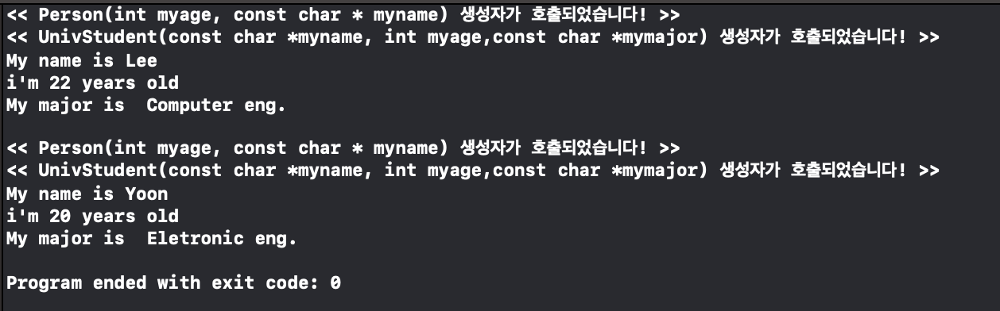 << Person(int myage, const char * myname) 생성자가 호출되었습니다! >>
<< UnivStudent(const char *myname, int myage,const char *mymajor) 생성자가 호출되었습니다! >>
My name is Lee
i'm 22 years old
My major is  Computer eng.
<< Person(int myage, const char * myname) 생성자가 호출되었습니다! >>
<< UnivStudent(const char *myname, int myage,const char *mymajor) 생성자가 호출되었습니다! >>
My name is Yoon
i'm 20 years old
My major is  Eletronic eng.
Program ended with exit code: 0